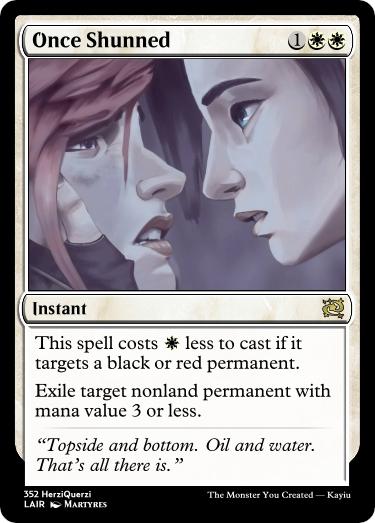 Once Shunned 1
Instant
This spell costs less to cast if it
targets a black or red permanent.
Exile target nonland permanent with
mana value 3 or less.
“Topside and bottom. Oil and water.
That’s all there is.”
352 HerziQuerzi
LAIR Martyres
The Monster You Created — Kayiu